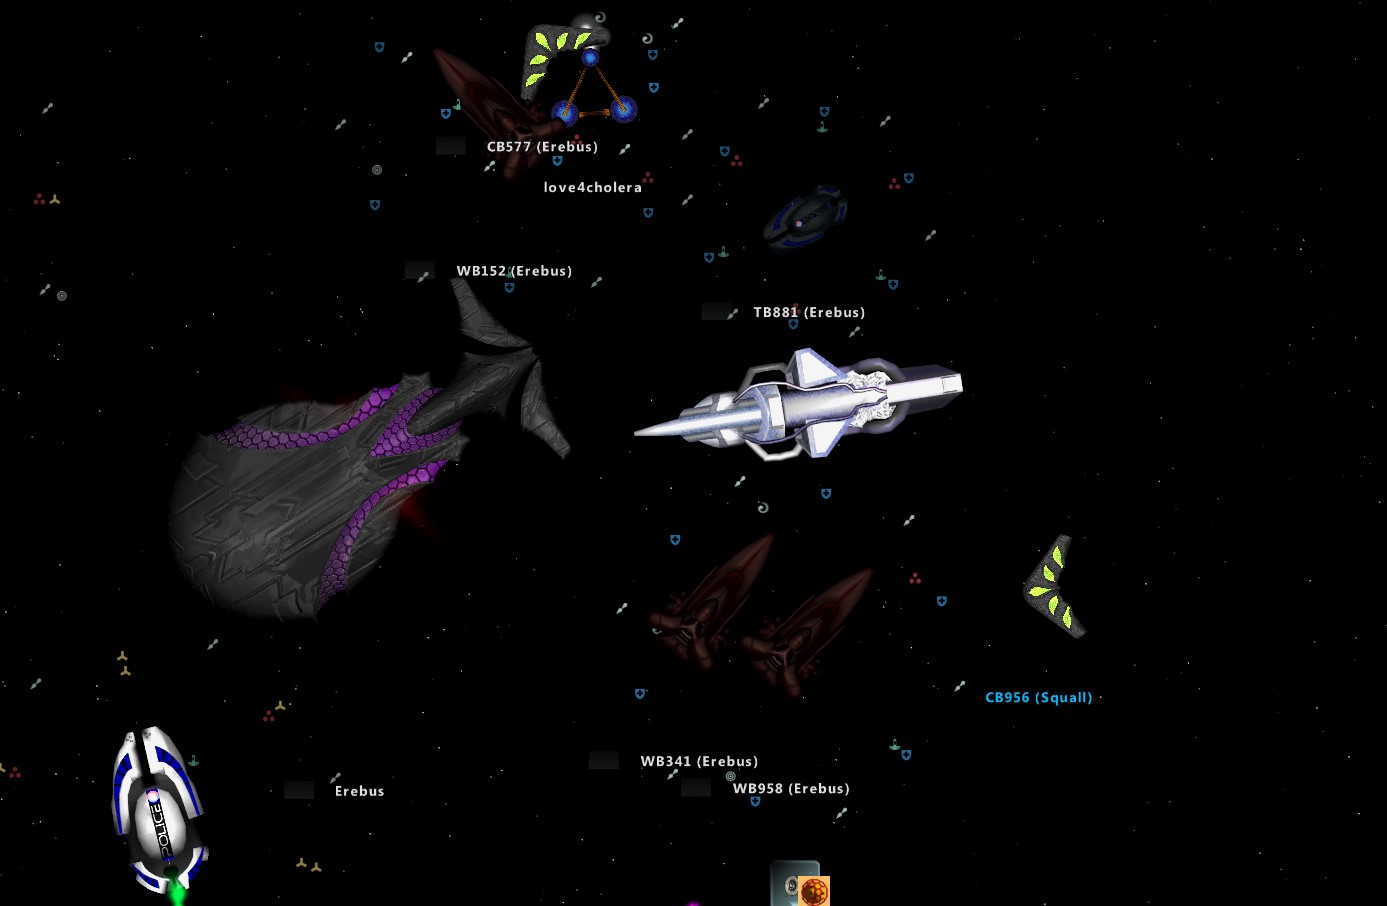 CB577 (Erebus)
love4cholera
WB152 (Erebus)
TB881 (Erebus)
CB956 (Squall)
WB341 (Erebus)
WB958 (Erebus)
Erebus
POLICE